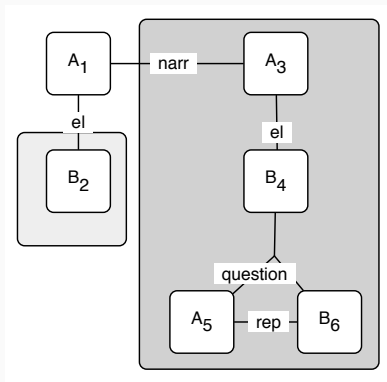 A1 narr A3
el
el
B2
B4
question
A5 rep B6